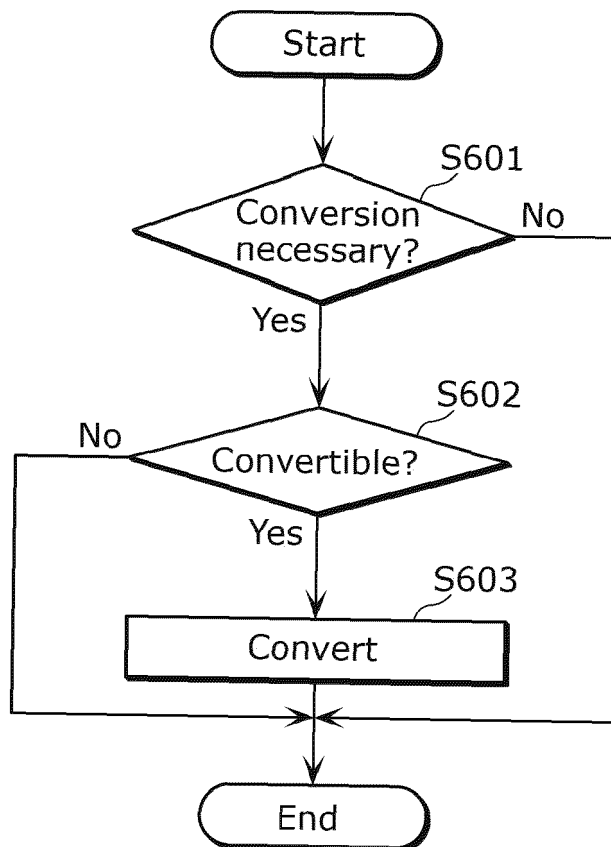 Start
S601
Conversion
necessary?
No
Yes
S602
No
Convertible?
Yes
S603
Convert
End